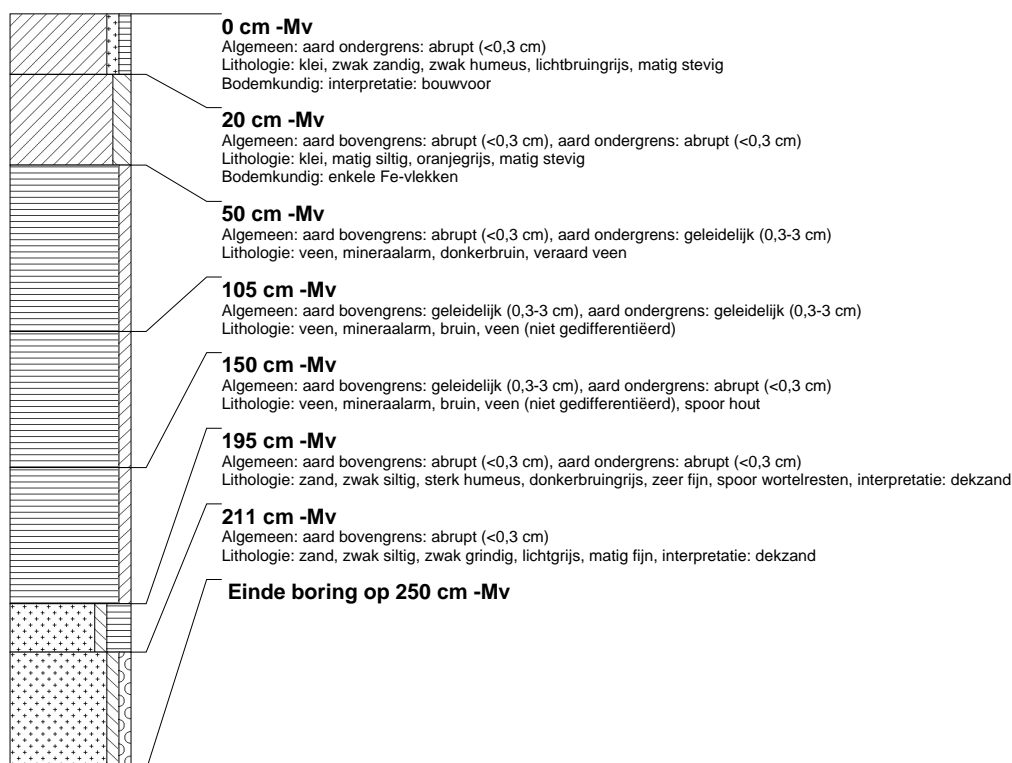 0 cm -Mv
Algemeen: aard ondergrens: abrupt (<0,3 cm)
Lithologie: klei, zwak zandig, zwak humeus, lichtbruingrijs, matig stevig
Bodemkundig: interpretatie: bouwvoor
20 cm -Mv
Algemeen: aard bovengrens: abrupt (<0,3 cm), aard ondergrens: abrupt (<0,3 cm)
Lithologie: klei, matig siltig, oranjegrijs, matig stevig
Bodemkundig: enkele Fe-vlekken
50 cm -Mv
Algemeen: aard bovengrens: abrupt (<0,3 cm), aard ondergrens: geleidelijk (0,3-3 cm)
Lithologie: veen, mineraalarm, donkerbruin, veraard veen
105 cm -Mv
Algemeen: aard bovengrens: geleidelijk (0,3-3 cm), aard ondergrens: geleidelijk (0,3-3 cm)
Lithologie: veen, mineraalarm, bruin, veen (niet gedifferentiëerd)
150 cm -Mv
Algemeen: aard bovengrens: geleidelijk (0,3-3 cm), aard ondergrens: abrupt (<0,3 cm)
Lithologie: veen, mineraalarm, bruin, veen (niet gedifferentiëerd), spoor hout
195 cm -Mv
Algemeen: aard bovengrens: abrupt (<0,3 cm), aard ondergrens: abrupt (<0,3 cm)
Lithologie: zand, zwak siltig, sterk humeus, donkerbruingrijs, zeer fijn, spoor wortelresten, interpretatie: dekzand
211 cm -Mv
Algemeen: aard bovengrens: abrupt (<0,3 cm)
Lithologie: zand, zwak siltig, zwak grindig, lichtgrijs, matig fijn, interpretatie: dekzand
Einde boring op 250 cm -Mv